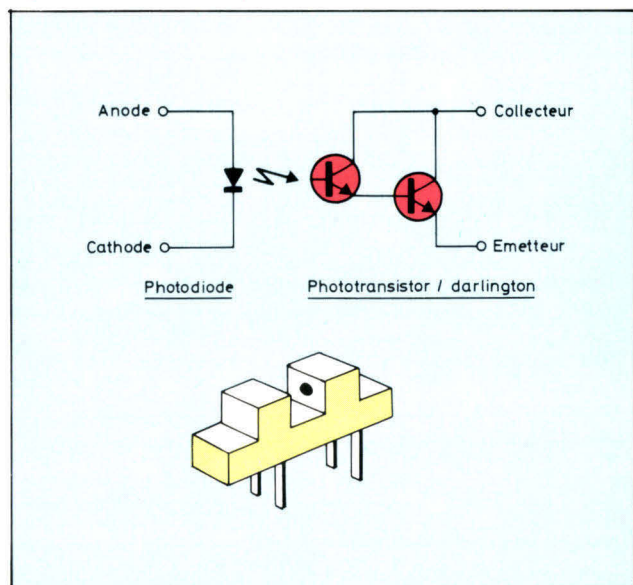 Anode
Collecteur
Cathode
Emetteur
Photodiode
Phototransistor / darlington